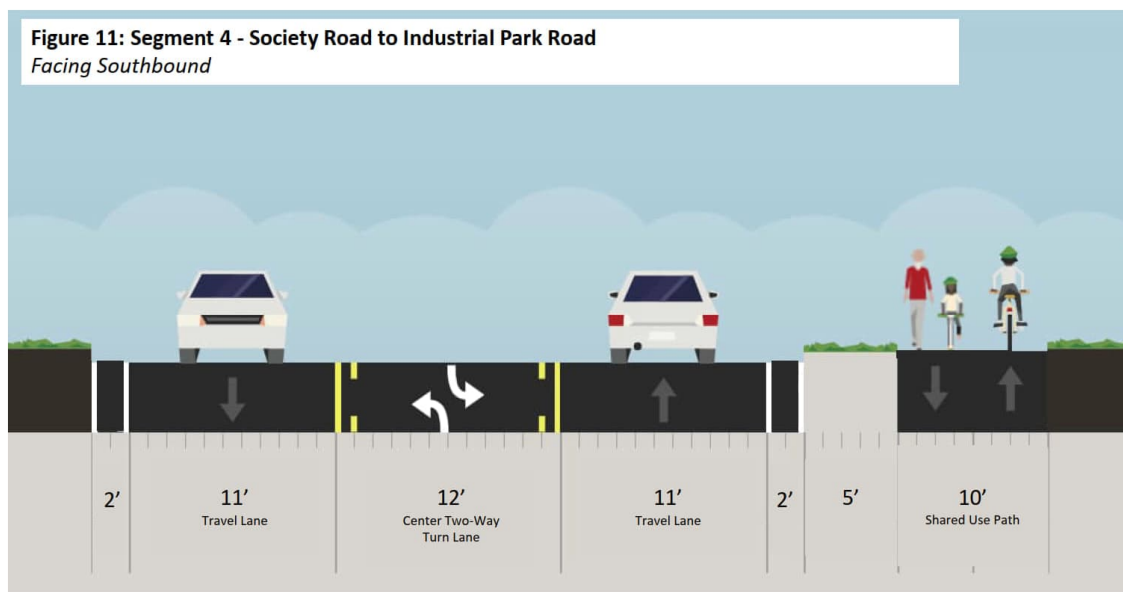 Figure 11: Segment 4 - Society Road to Industrial Park Road
Facing Southbound
2’
11’
Travel Lane
12’
Center Two-Way
Turn Lane
11’
Travel Lane
2’
5’
10’
Shared Use Path